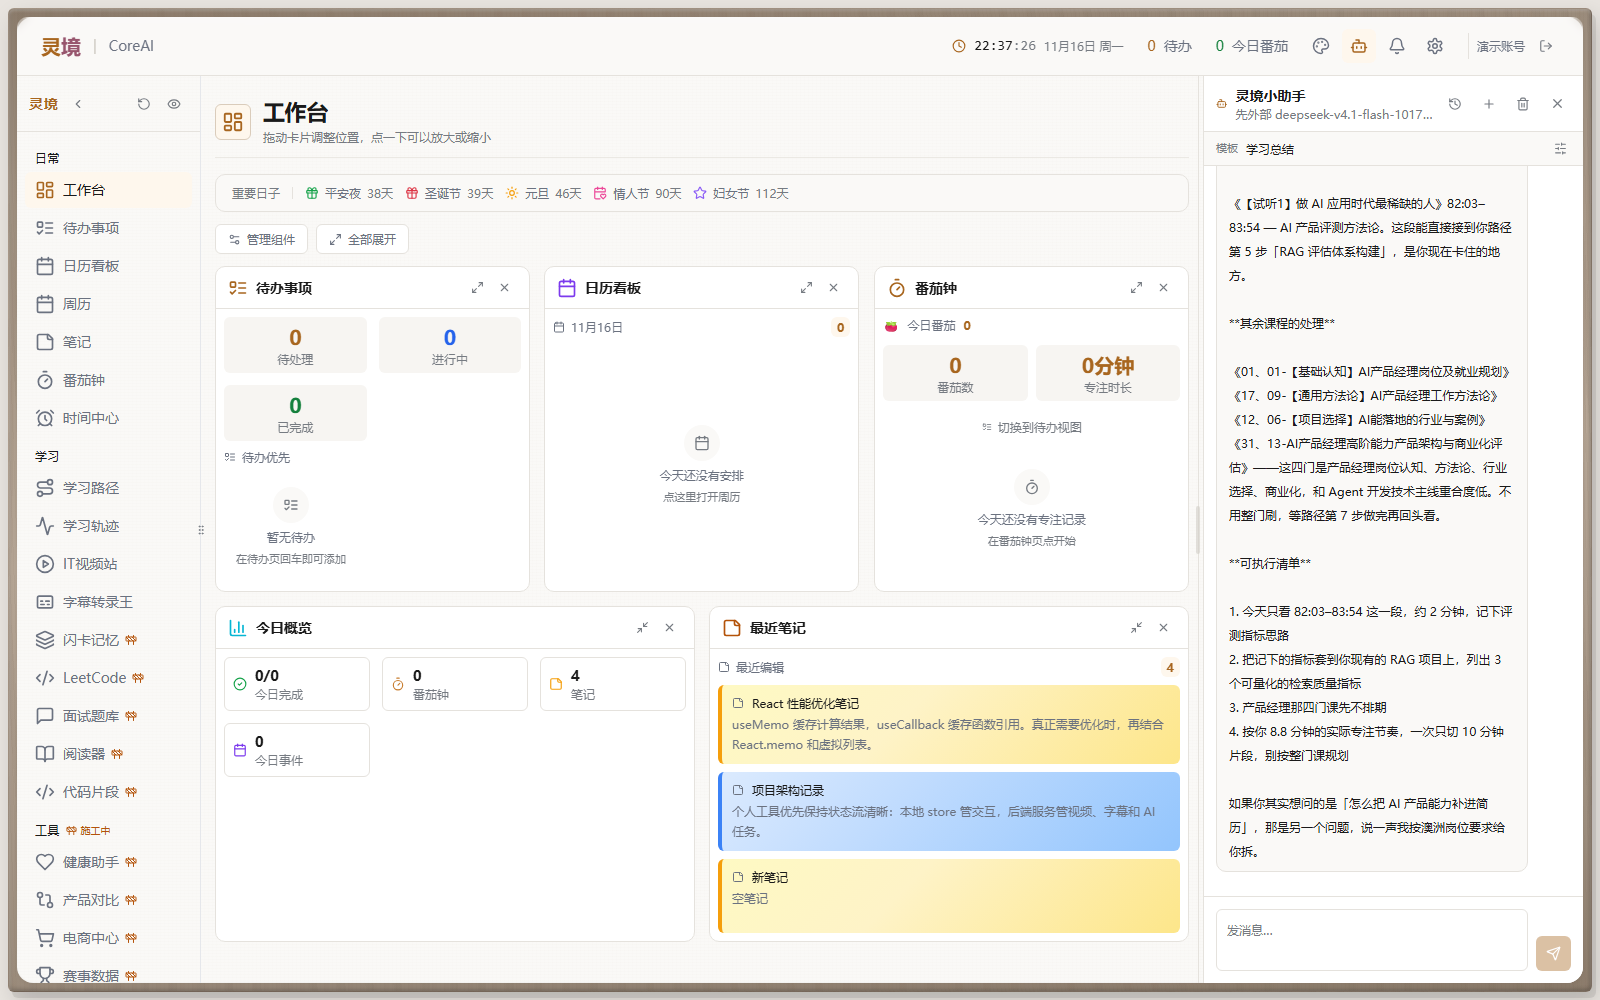 灵境 | CoreAI
22:37:26 11月16日 周一
0 待办
0 今日番茄
演示账号
灵境
日常
工作台
待办事项
日历看板
周历
笔记
番茄钟
时间中心
学习
学习路径
学习轨迹
IT视频站
字幕转录王
闪卡记忆
LeetCode
面试题库
阅读器
代码片段
工具 施工中
健康助手
产品对比
电商中心
赛事数据
工作台
拖动卡片调整位置，点一下可以放大或缩小
重要日子 平安夜 38天 圣诞节 39天 元旦 46天 情人节 90天 妇女节 112天
管理组件 全部展开
待办事项
0
待处理
0
进行中
0
已完成
待办优先
暂无待办
在待办页回车即可添加
日历看板
11月16日 0
今天还没有安排
点这里打开周历
番茄钟
今日番茄 0
0
番茄数
0分钟
专注时长
切换到待办视图
今天还没有专注记录
在番茄钟页点开始
今日概览
0/0
今日完成
0
番茄钟
4
笔记
0
今日事件
最近笔记
最近编辑 4
React 性能优化笔记
useMemo 缓存计算结果，useCallback 缓存函数引用。真正需要优化时，再结合
React.memo 和虚拟列表。
项目架构记录
个人工具优先保持状态流清晰：本地 store 管交互，后端服务管视频、字幕和 AI
任务。
新笔记
空笔记
灵境小助手
先外部 deepseek-v4.1-flash-1017...
模板 学习总结
《【试听1】做 AI 应用时代最稀缺的人》82:03–
83:54 — AI 产品评测方法论。这段能直接接到你路径
第 5 步「RAG 评估体系构建」，是你现在卡住的地
方。
**其余课程的处理**
《01、01-【基础认知】AI产品经理岗位及就业规划》
《17、09-【通用方法论】AI产品经理工作方法论》
《12、06-【项目选择】AI能落地的行业与案例》
《31、13-AI产品经理高阶能力产品架构与商业化评
估》——这四门是产品经理岗位认知、方法论、行业
选择、商业化，和 Agent 开发技术主线重合度低。不
用整门刷，等路径第 7 步做完再回头看。
**可执行清单**
1. 今天只看 82:03–83:54 这一段，约 2 分钟，记下评
测指标思路
2. 把记下的指标套到你现有的 RAG 项目上，列出 3
个可量化的检索质量指标
3. 产品经理那四门课先不排期
4. 按你 8.8 分钟的实际专注节奏，一次只切 10 分钟
片段，别按整门课规划
如果你其实想问的是「怎么把 AI 产品能力补进简
历」，那是另一个问题，说一声我按澳洲岗位要求给
你拆。
发消息...